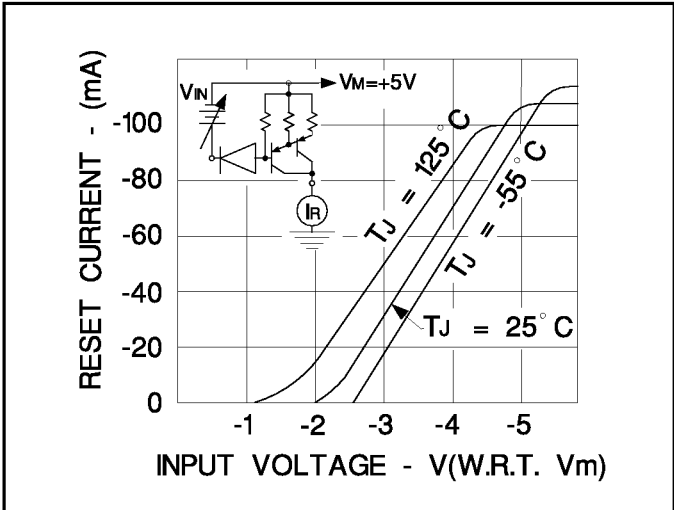 RESET CURRENT - (mA)
-100
-80
-60
-40
-20
0
VIN
VM=+5V
IR
TJ = 125°C
TJ = -55°C
TJ = 25°C
-1 -2 -3 -4 -5
INPUT VOLTAGE - V(W.R.T. Vm)